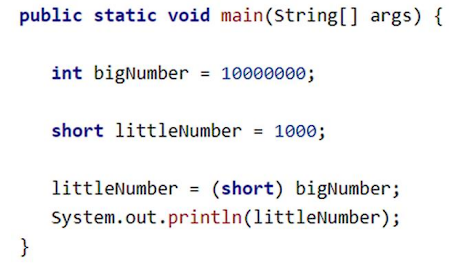 public static void main(String[] args) {
int bigNumber = 10000000;
short littleNumber = 1000;
littleNumber = (short) bigNumber;
System.out.println(littleNumber);
}